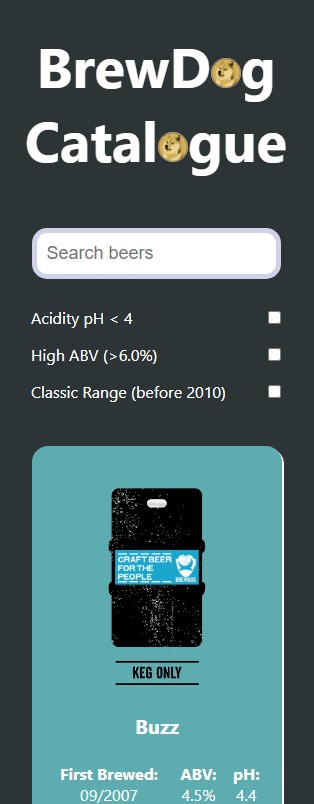 BrewDog
Catalogue
Search beers
Acidity pH < 4
High ABV (>6.0%)
Classic Range (before 2010)
CRAFT BEER
FOR THE
PEOPLE
BREWDOG
KEG ONLY
Buzz
First Brewed: ABV: pH:
09/2007 4.5% 4.4